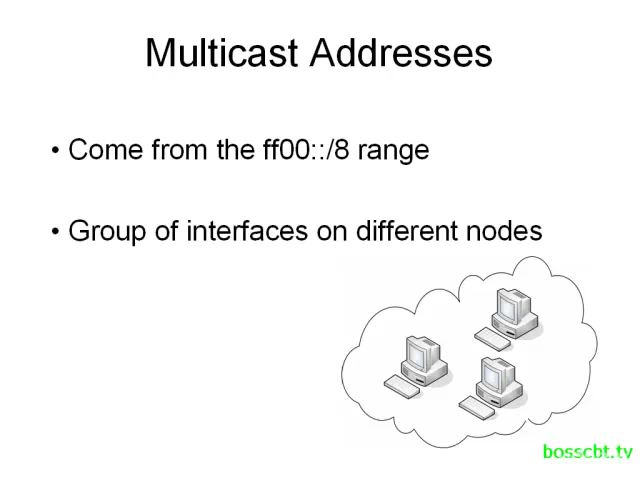 Multicast Addresses
• Come from the ff00::/8 range
• Group of interfaces on different nodes
bosscbt.tv